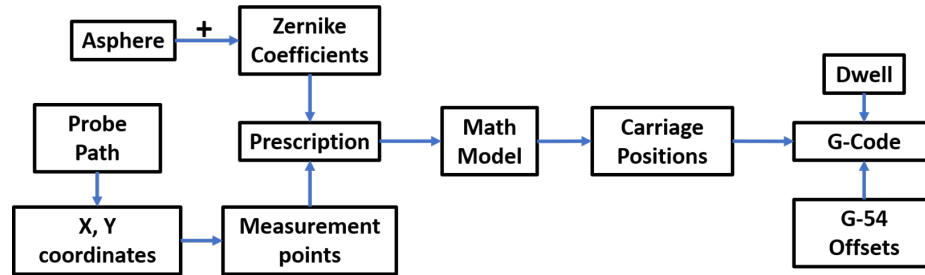 Asphere
+
Zernike
Coefficients
Dwell
Probe
Path
Prescription
Math
Model
Carriage
Positions
G-Code
X, Y
coordinates
Measurement
points
G-54
Offsets